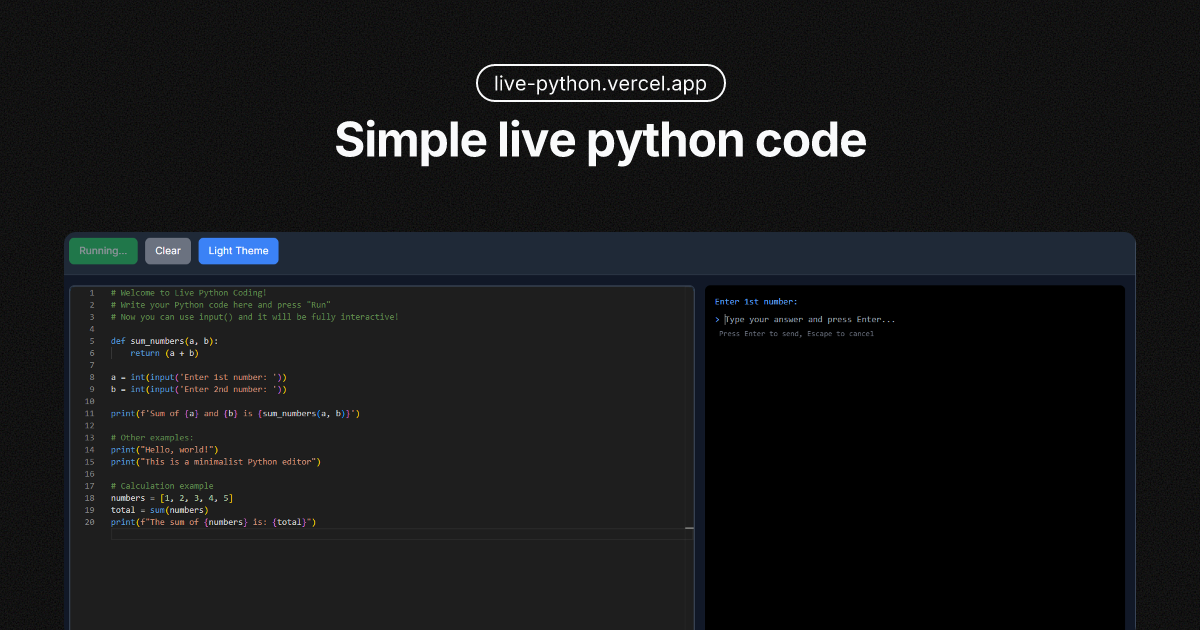 live-python.vercel.app
Simple live python code
Running...
Clear
Light Theme
1 # Welcome to Live Python Coding!
2 # Write your Python code here and press "Run"
3 # Now you can use input() and it will be fully interactive!
4
5 def sum_numbers(a, b):
6     return (a + b)
7
8 a = int(input('Enter 1st number: '))
9 b = int(input('Enter 2nd number: '))
10
11 print(f'Sum of {a} and {b} is {sum_numbers(a, b)}')
12
13 # Other examples:
14 print("Hello, world!")
15 print("This is a minimalist Python editor")
16
17 # Calculation example
18 numbers = [1, 2, 3, 4, 5]
19 total = sum(numbers)
20 print(f"The sum of {numbers} is: {total}")
Enter 1st number:
> Type your answer and press Enter...
Press Enter to send, Escape to cancel